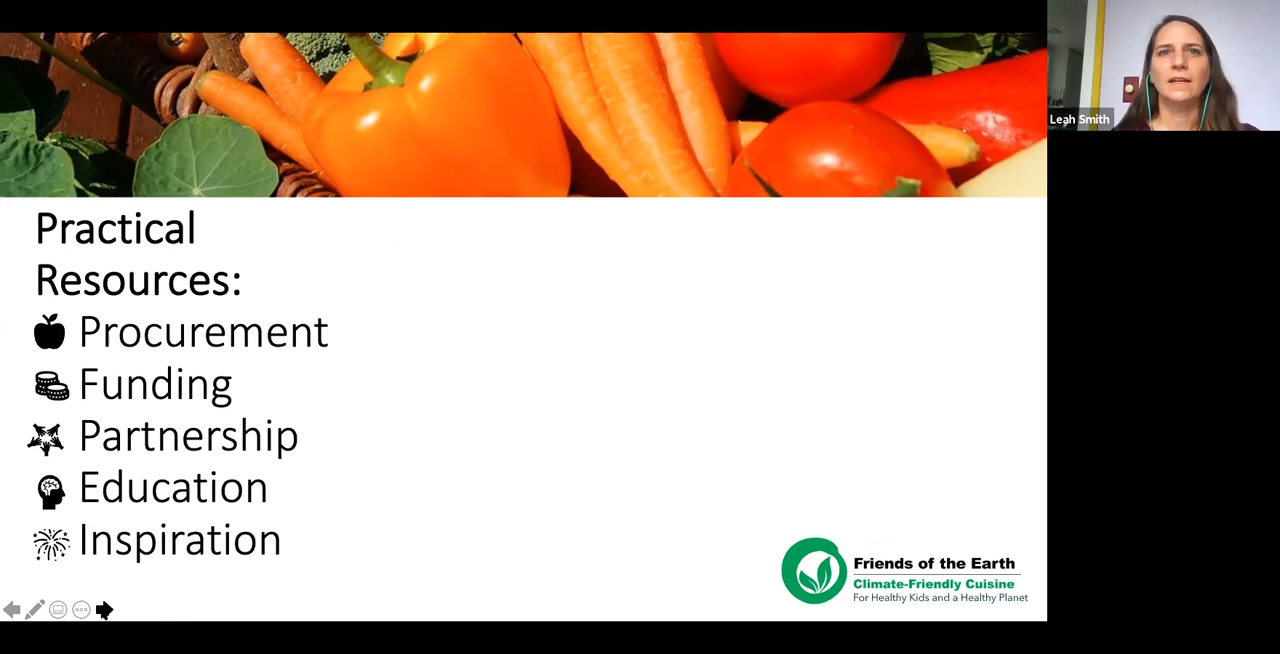 Leah Smith
Practical
Resources:
Procurement
Funding
Partnership
Education
Inspiration
Friends of the Earth
Climate-Friendly Cuisine
For Healthy Kids and a Healthy Planet